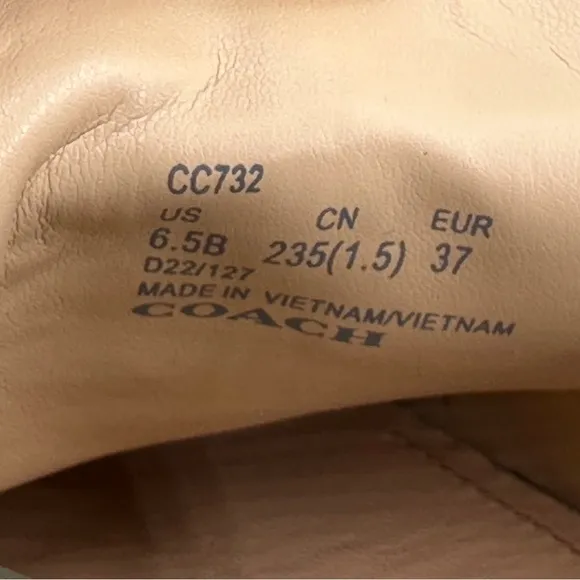 CC732
US CN EUR
6.5B 235(1.5) 37
D22/127
MADE IN VIETNAM/VIETNAM
COACH